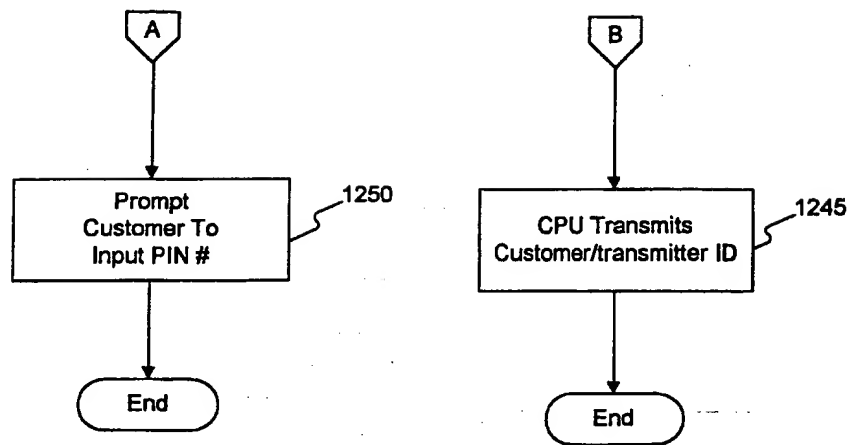 A
Prompt
Customer To
Input PIN #
1250
End
B
CPU Transmits
Customer/transmitter ID
1245
End